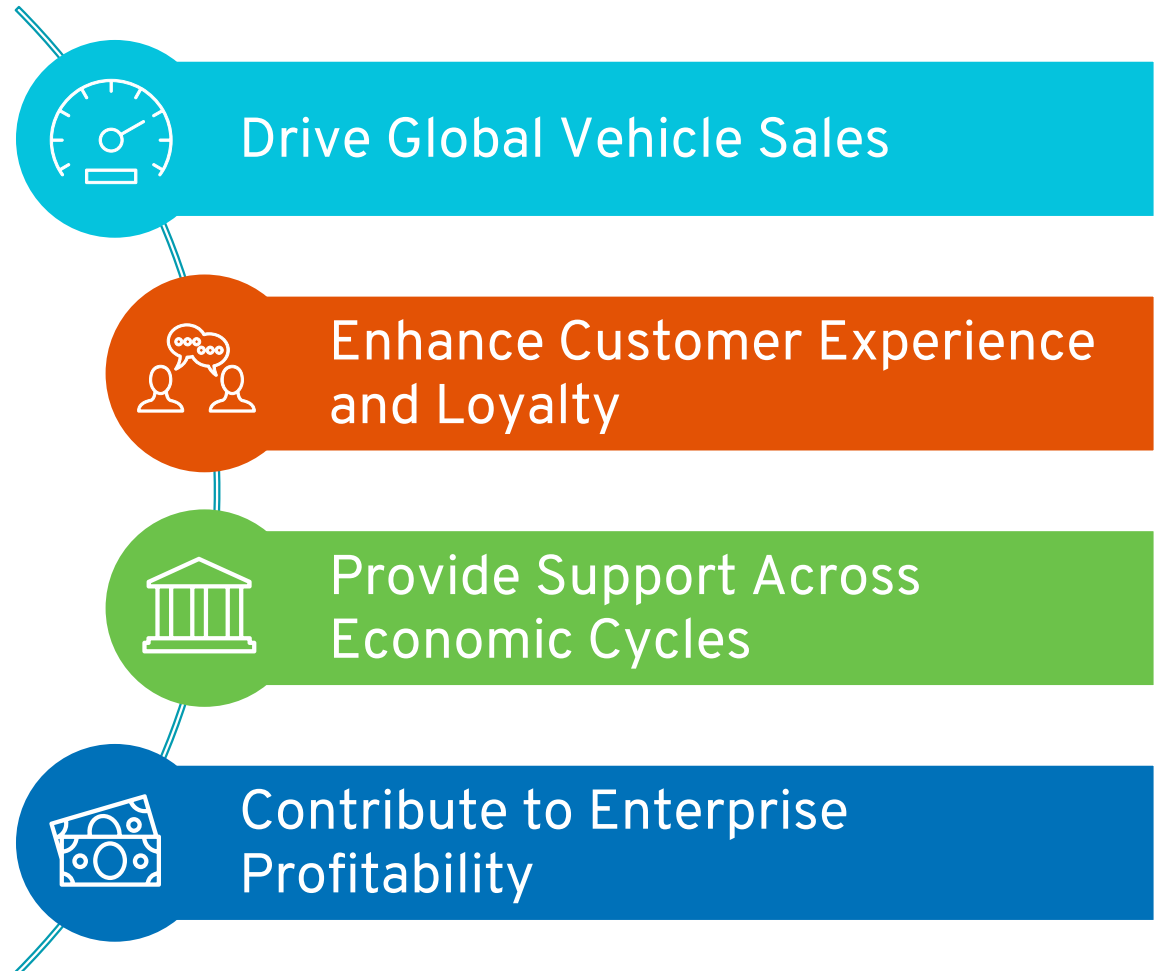 Drive Global Vehicle Sales
Enhance Customer Experience
and Loyalty
Provide Support Across
Economic Cycles
Contribute to Enterprise
Profitability